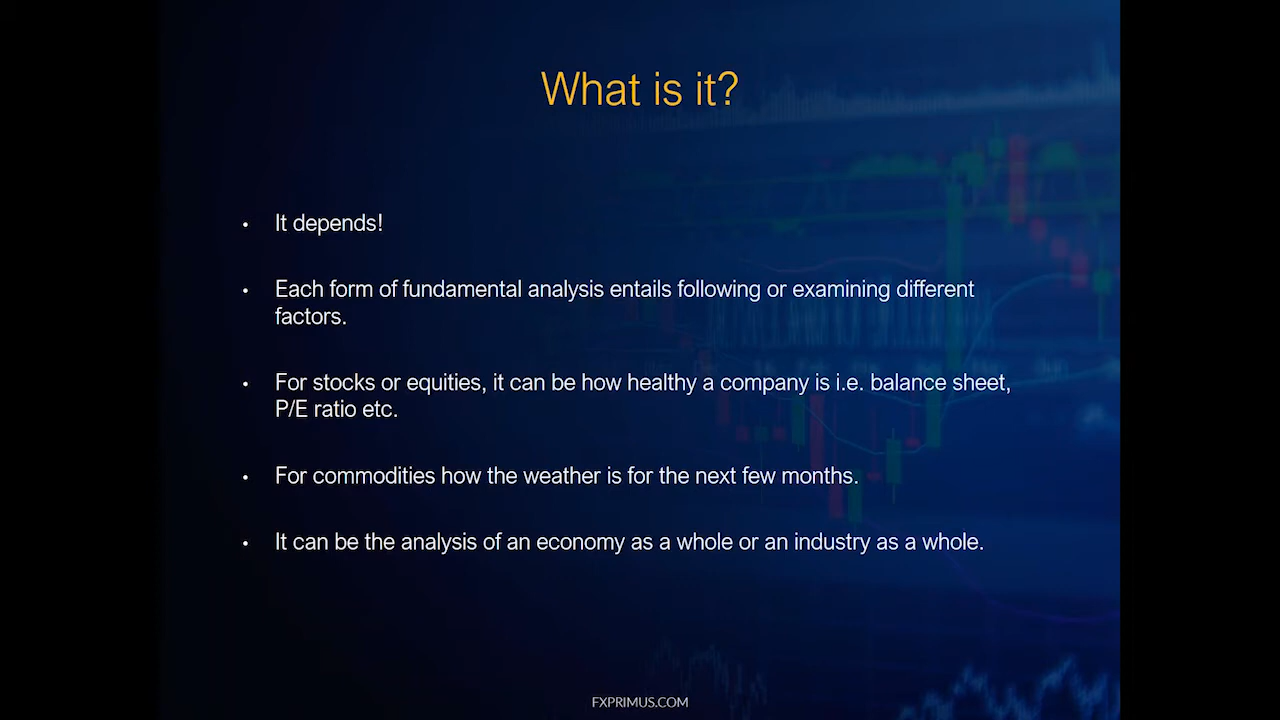 What is it?
• It depends!
• Each form of fundamental analysis entails following or examining different
factors.
• For stocks or equities, it can be how healthy a company is i.e. balance sheet,
P/E ratio etc.
• For commodities how the weather is for the next few months.
• It can be the analysis of an economy as a whole or an industry as a whole.
FXPRIMUS.COM